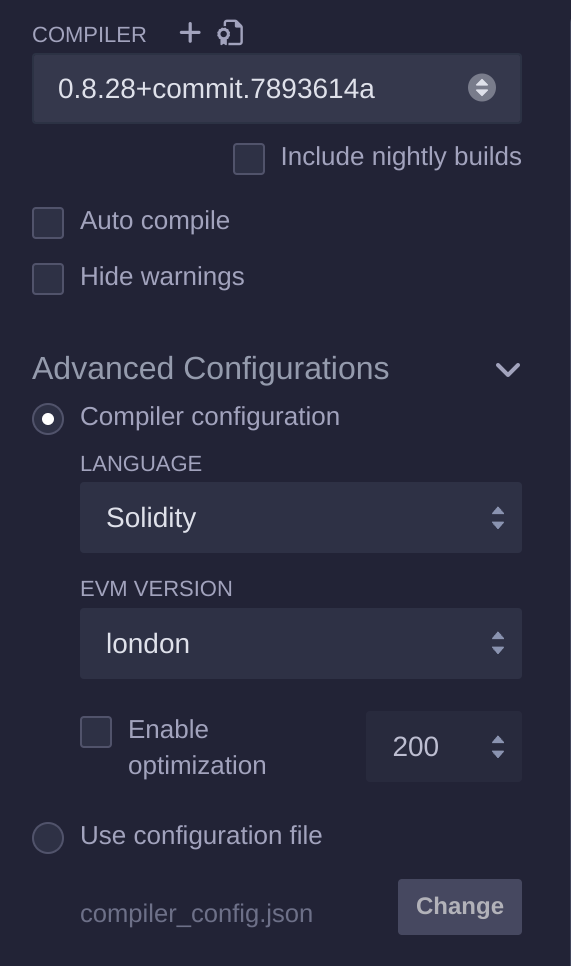 COMPILER
0.8.28+commit.7893614a
Include nightly builds
Auto compile
Hide warnings
Advanced Configurations
Compiler configuration
LANGUAGE
Solidity
EVM VERSION
london
Enable
optimization
200
Use configuration file
compiler_config.json
Change